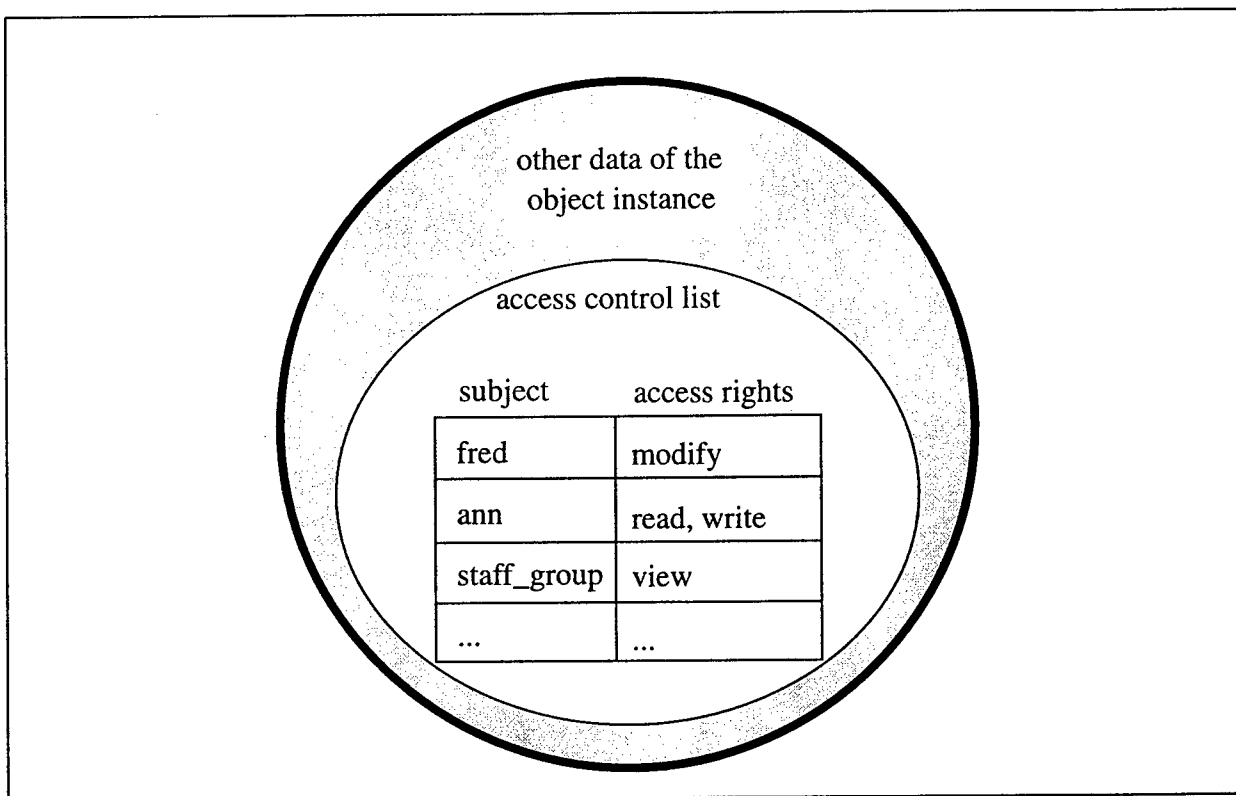 other data of the
object instance
access control list
subject access rights
fred modify
ann read, write
staff_group view
... ...